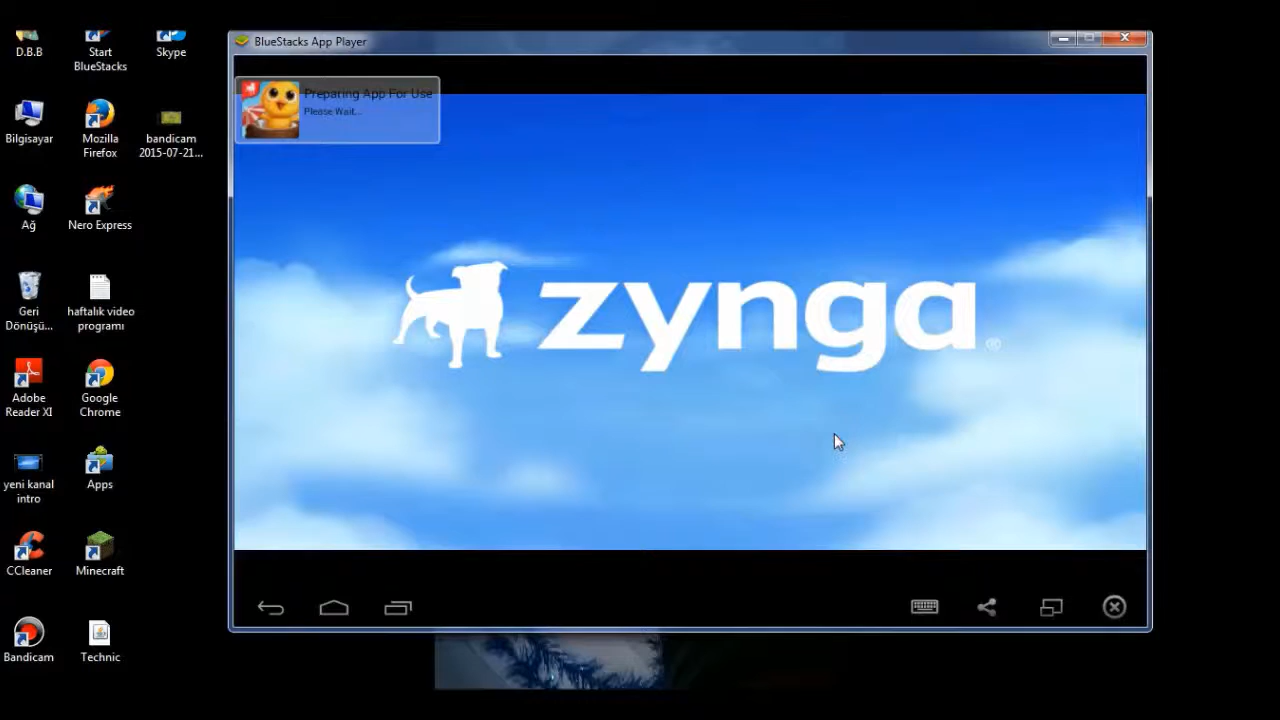 D.B.B
Start
BlueStacks
Skype
Bilgisayar
Mozilla
Firefox
bandicam
2015-07-21...
Ağ
Nero Express
Geri
Dönüşü...
haftalık video
programı
Adobe
Reader XI
Google
Chrome
yeni kanal
intro
Apps
CCleaner
Minecraft
Bandicam
Technic
BlueStacks App Player
Preparing App For Use
Please Wait...
zynga®